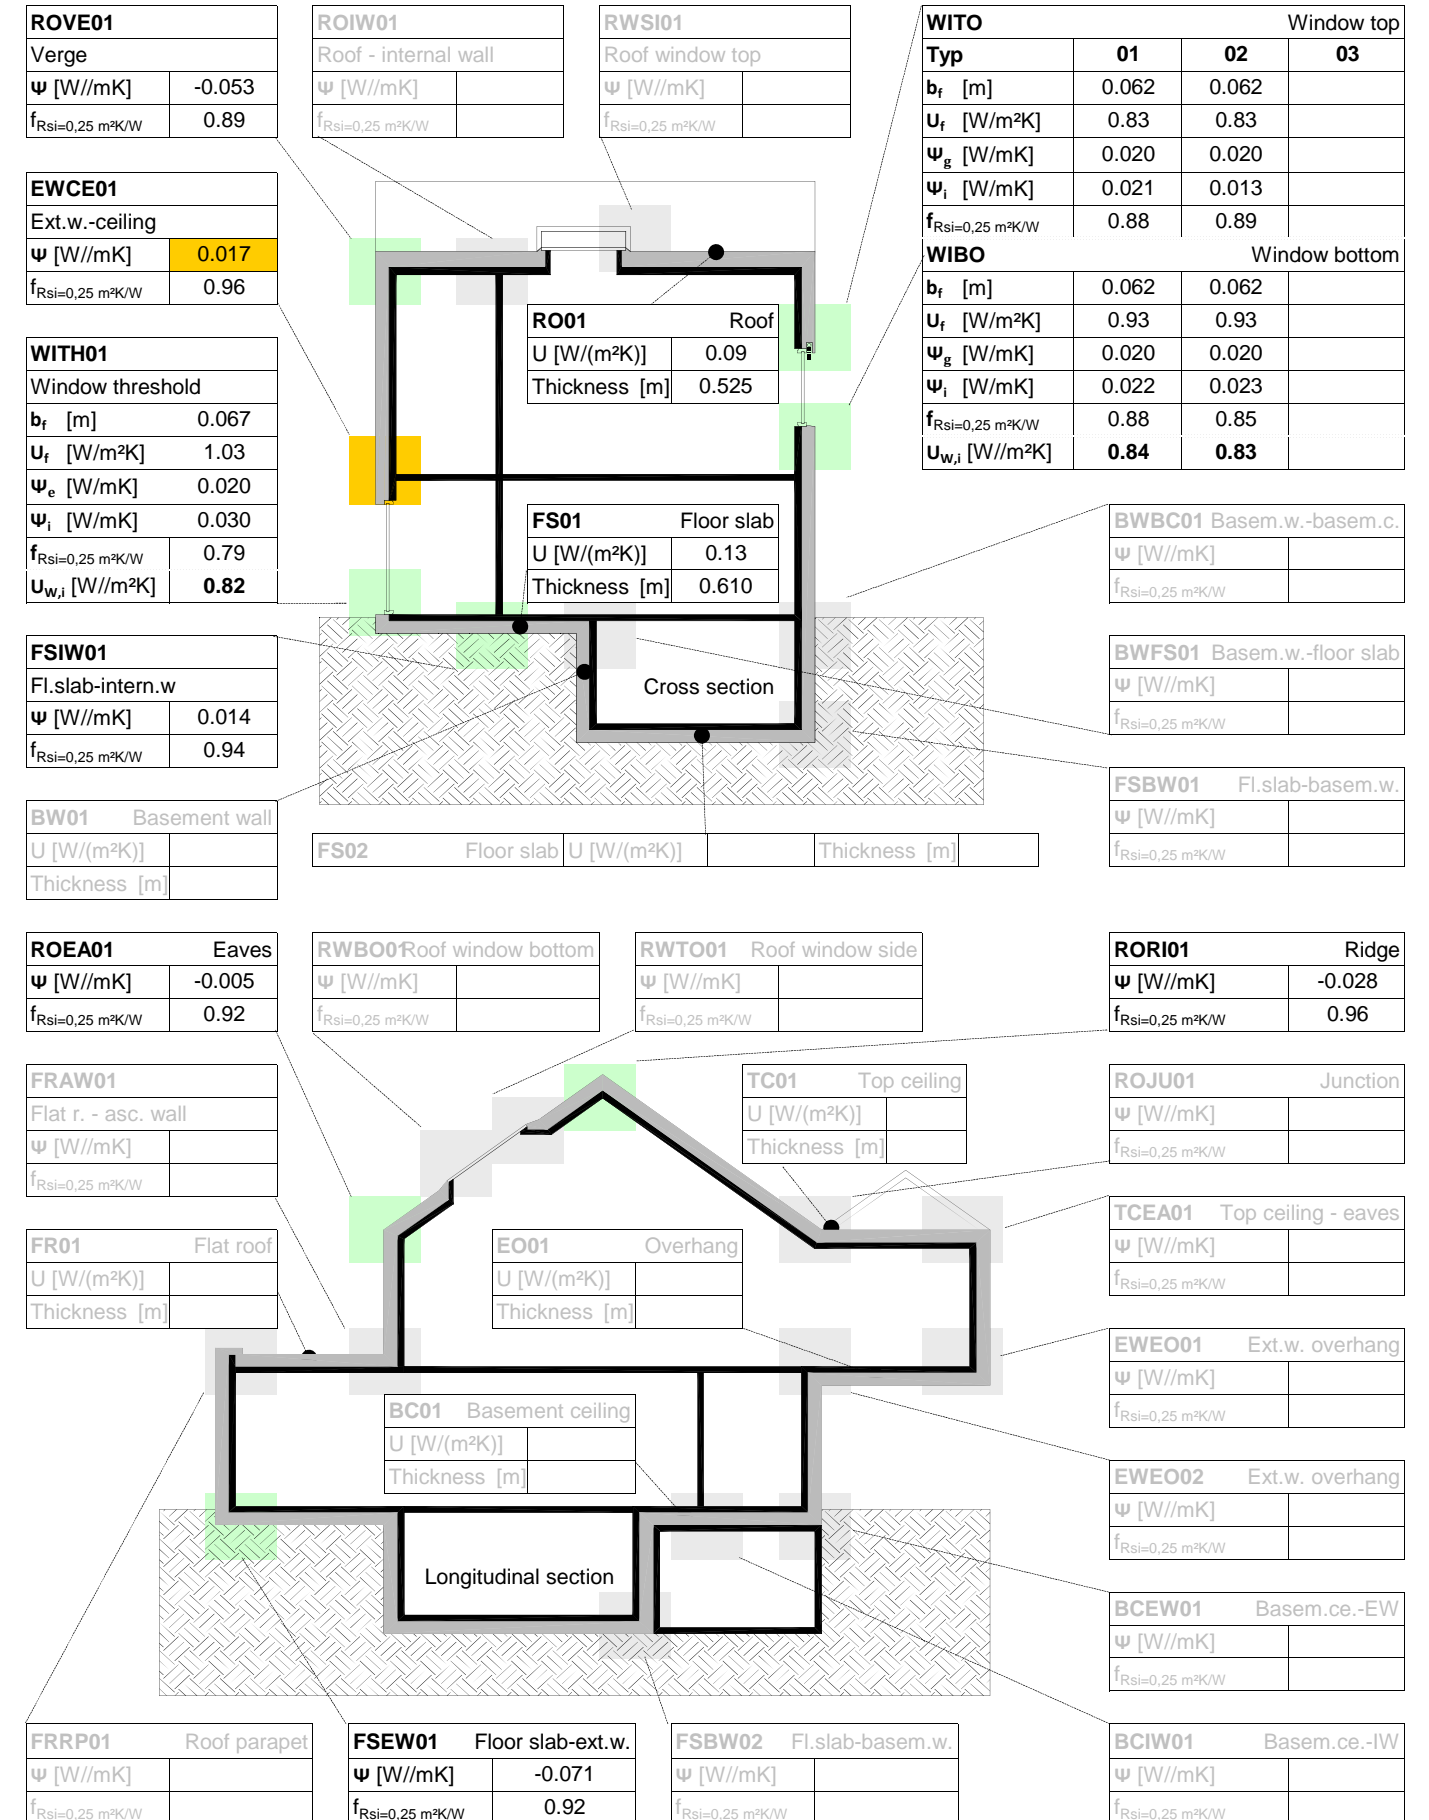 ROVE01
Verge
Ψ [W//mK] -0.053
fRsi=0,25 m²K/W 0.89
ROIW01
Roof - internal wall
Ψ [W//mK]
fRsi=0,25 m²K/W
RWSI01
Roof window top
Ψ [W//mK]
fRsi=0,25 m²K/W
WITO Window top
Typ 01 02 03
bf [m] 0.062 0.062
Uf [W/m²K] 0.83 0.83
Ψg [W/mK] 0.020 0.020
Ψi [W/mK] 0.021 0.013
fRsi=0,25 m²K/W 0.88 0.89
WIBO Window bottom
bf [m] 0.062 0.062
Uf [W/m²K] 0.93 0.93
Ψg [W/mK] 0.020 0.020
Ψi [W/mK] 0.022 0.023
fRsi=0,25 m²K/W 0.88 0.85
UW,i [W//m²K] 0.84 0.83
EWCE01
Ext.w.-ceiling
Ψ [W//mK] 0.017
fRsi=0,25 m²K/W 0.96
RO01 Roof
U [W/(m²K)] 0.09
Thickness [m] 0.525
WITH01
Window threshold
bf [m] 0.067
Uf [W/m²K] 1.03
Ψe [W/mK] 0.020
Ψi [W/mK] 0.030
fRsi=0,25 m²K/W 0.79
UW,i [W//m²K] 0.82
FS01 Floor slab
U [W/(m²K)] 0.13
Thickness [m] 0.610
BWBC01 Basem.w.-basem.c.
Ψ [W//mK]
fRsi=0,25 m²K/W
FSIW01
Fl.slab-intern.w
Ψ [W//mK] 0.014
fRsi=0,25 m²K/W 0.94
Cross section
BWFS01 Basem.w.-floor slab
Ψ [W//mK]
fRsi=0,25 m²K/W
FSBW01 Fl.slab-basem.w.
Ψ [W//mK]
fRsi=0,25 m²K/W
BW01 Basement wall
U [W/(m²K)]
Thickness [m]
FS02 Floor slab U [W/(m²K)] Thickness [m]
ROEA01 Eaves
Ψ [W//mK] -0.005
fRsi=0,25 m²K/W 0.92
RWBO01 Roof window bottom
Ψ [W//mK]
fRsi=0,25 m²K/W
RWTO01 Roof window side
Ψ [W//mK]
fRsi=0,25 m²K/W
RORI01 Ridge
Ψ [W//mK] -0.028
fRsi=0,25 m²K/W 0.96
FRAW01
Flat r. - asc. wall
Ψ [W//mK]
fRsi=0,25 m²K/W
TC01 Top ceiling
U [W/(m²K)]
Thickness [m]
ROJU01 Junction
Ψ [W//mK]
fRsi=0,25 m²K/W
TCEA01 Top ceiling - eaves
Ψ [W//mK]
fRsi=0,25 m²K/W
FR01 Flat roof
U [W/(m²K)]
Thickness [m]
EO01 Overhang
U [W/(m²K)]
Thickness [m]
EWEO01 Ext.w. overhang
Ψ [W//mK]
fRsi=0,25 m²K/W
BC01 Basement ceiling
U [W/(m²K)]
Thickness [m]
EWEO02 Ext.w. overhang
Ψ [W//mK]
fRsi=0,25 m²K/W
Longitudinal section
BCEW01 Basem.ce.-EW
Ψ [W//mK]
fRsi=0,25 m²K/W
FRRP01 Roof parapet
Ψ [W//mK]
fRsi=0,25 m²K/W
FSEW01 Floor slab-ext.w.
Ψ [W//mK] -0.071
fRsi=0,25 m²K/W 0.92
FSBW02 Fl.slab-basem.w.
Ψ [W//mK]
fRsi=0,25 m²K/W
BCIW01 Basem.ce.-IW
Ψ [W//mK]
fRsi=0,25 m²K/W